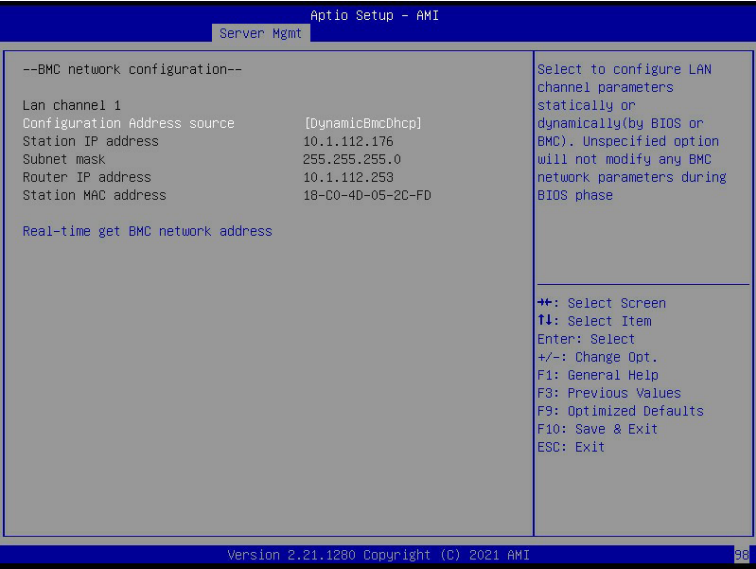 Aptio Setup – AMI
Server Mgmt
--BMC network configuration--
Lan channel 1
Configuration Address source [DynamicBmcDhcp]
Station IP address 10.1.112.176
Subnet mask 255.255.255.0
Router IP address 10.1.112.253
Station MAC address 18-C0-4D-05-2C-FD
Real-time get BMC network address
Select to configure LAN
channel parameters
statically or
dynamically(by BIOS or
BMC). Unspecified option
will not modify any BMC
network parameters during
BIOS phase
→←: Select Screen
↑↓: Select Item
Enter: Select
+/-: Change Opt.
F1: General Help
F3: Previous Values
F9: Optimized Defaults
F10: Save & Exit
ESC: Exit
Version 2.21.1280 Copyright (C) 2021 AMI
98